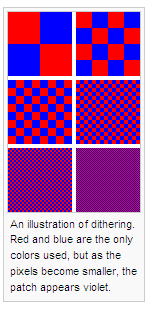 An illustration of dithering.
Red and blue are the only
colors used, but as the
pixels become smaller, the
patch appears violet.